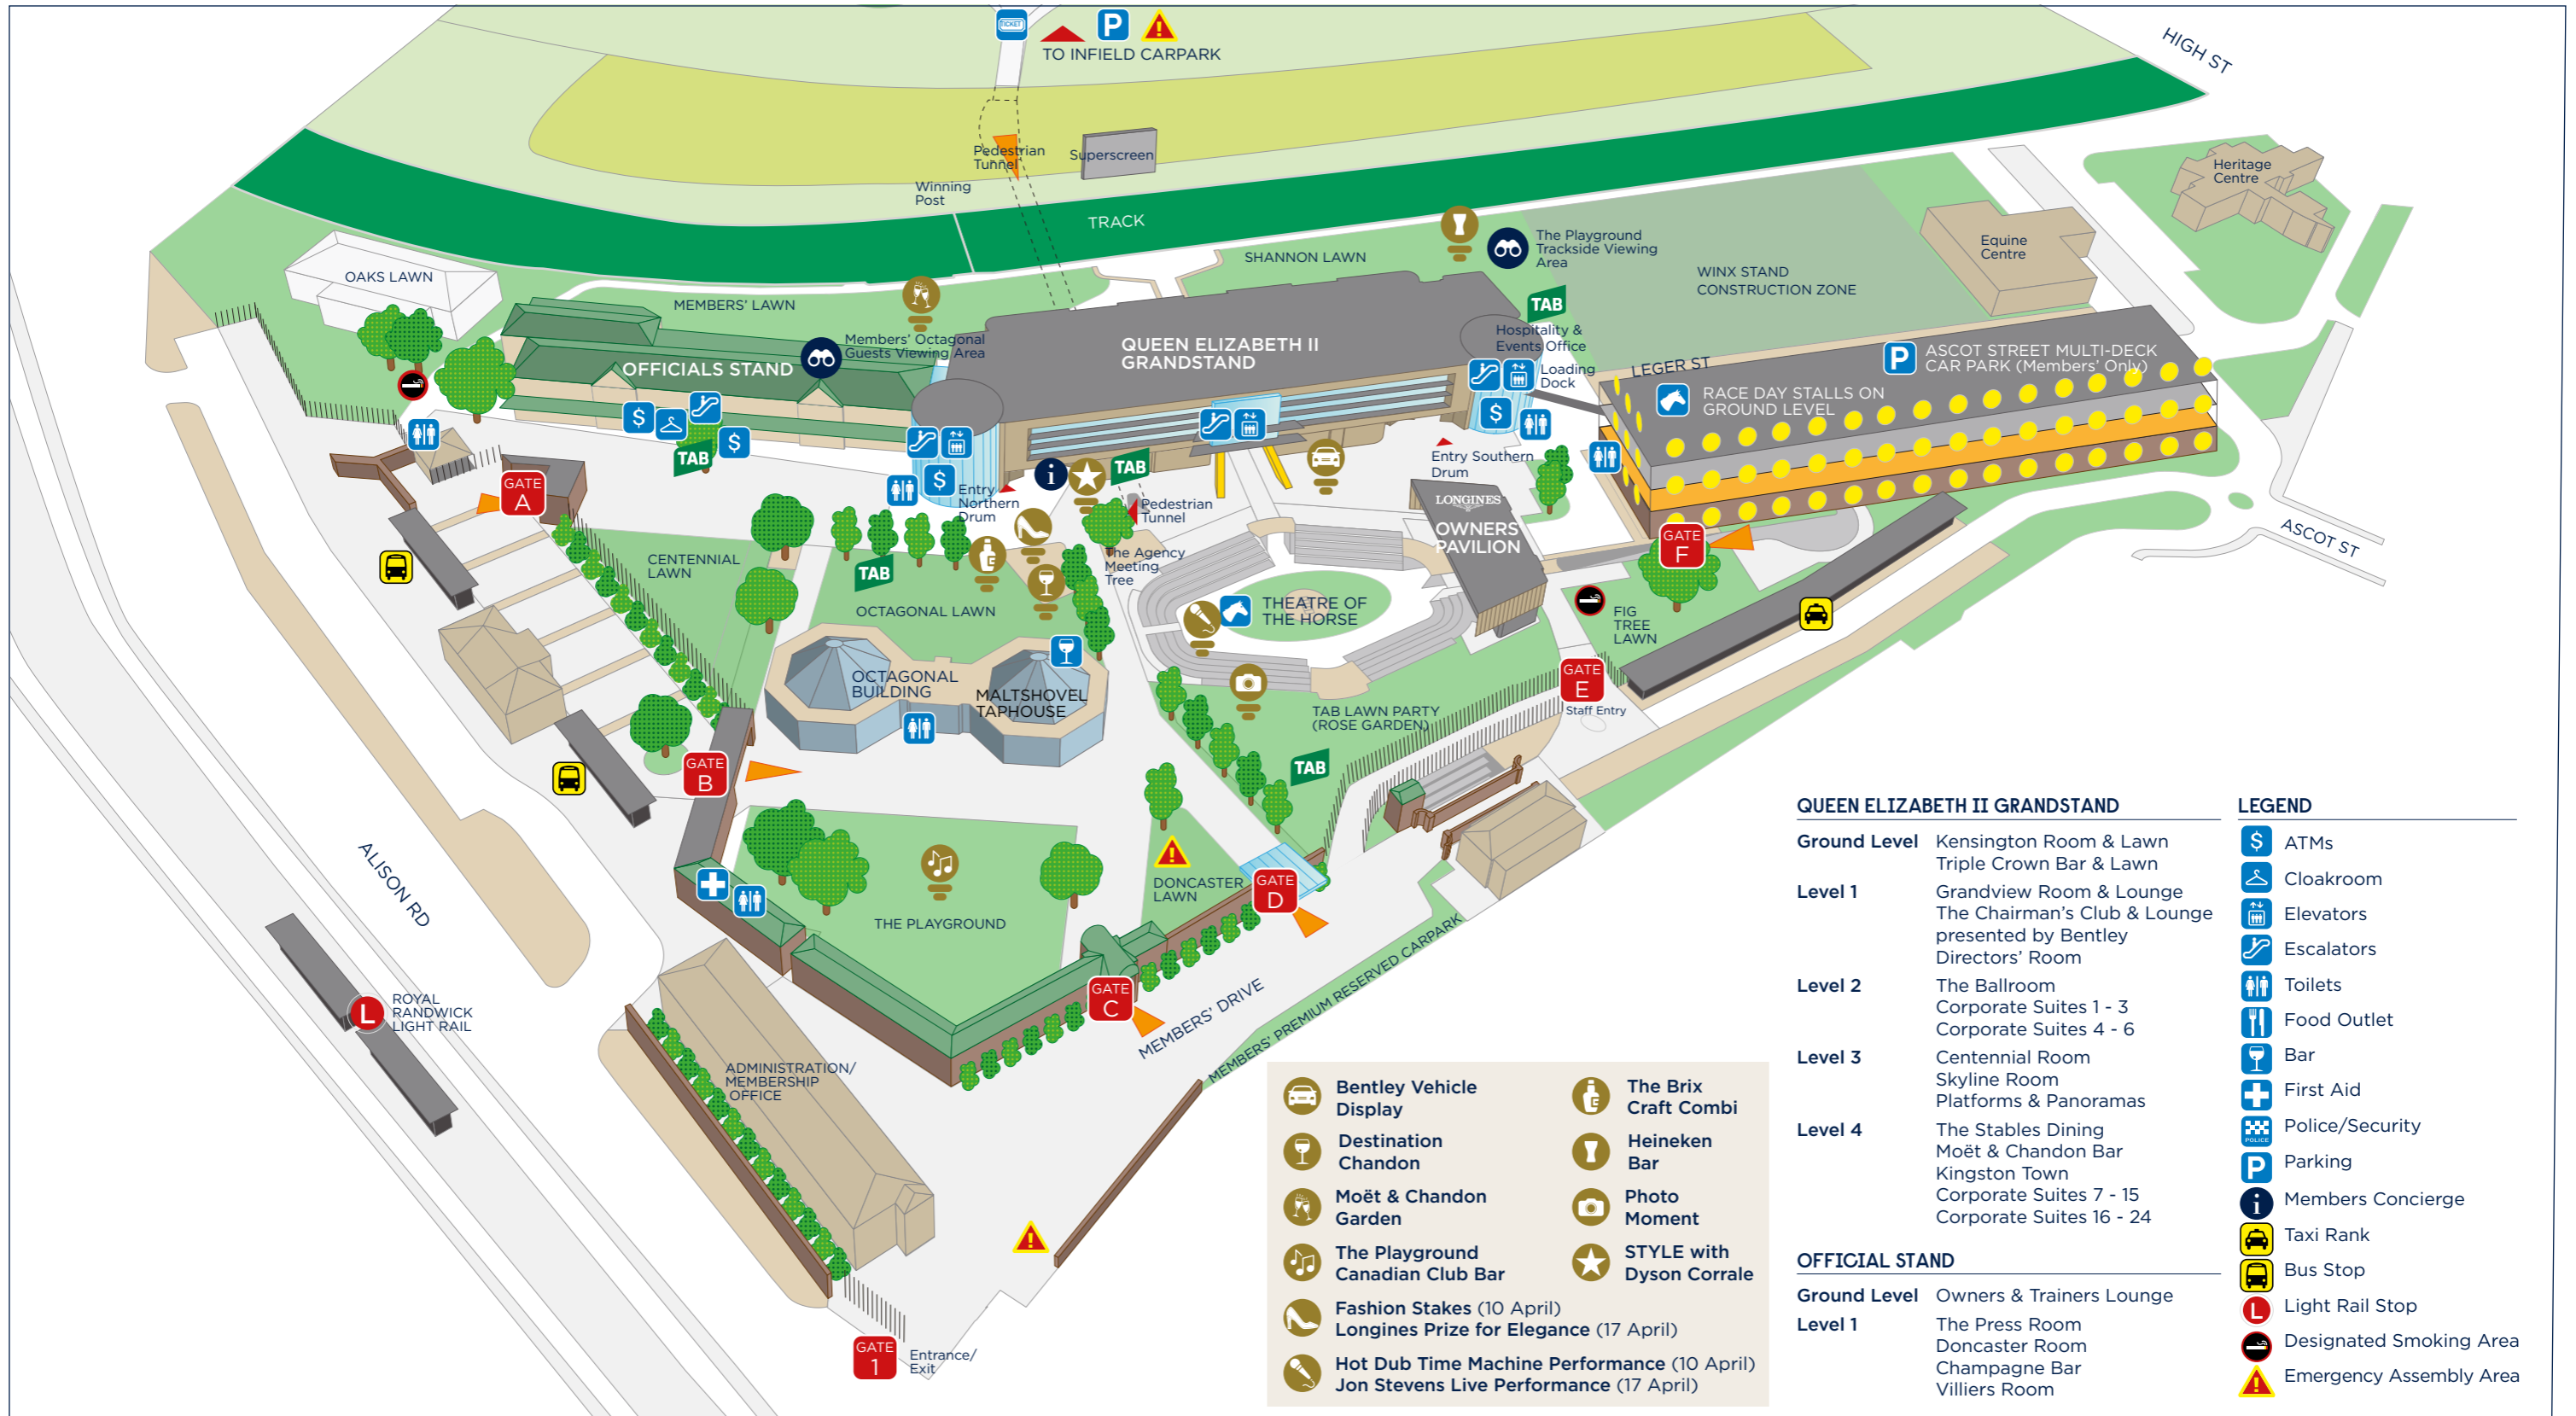 TICKET
P
TO INFIELD CARPARK
HIGH ST
Pedestrian
Tunnel
Superscreen
Winning
Post
TRACK
Heritage
Centre
Equine
Centre
OAKS LAWN
MEMBERS' LAWN
SHANNON LAWN
The Playground
Trackside Viewing
Area
WINX STAND
CONSTRUCTION ZONE
TAB
Members' Octagonal
Guests Viewing Area
OFFICIALS STAND
QUEEN ELIZABETH II
GRANDSTAND
Hospitality &
Events Office
Loading
Dock
LEGER ST
P
ASCOT STREET MULTI-DECK
CAR PARK (Members' Only)
RACE DAY STALLS ON
GROUND LEVEL
$
$
$
$
TAB
TAB
GATE
A
Entry
Northern
Drum
i
Pedestrian
Tunnel
Entry Southern
Drum
LONGINES
OWNERS
PAVILION
GATE
F
ASCOT ST
CENTENNIAL
LAWN
TAB
OCTAGONAL LAWN
The Agency
Meeting
Tree
THEATRE OF
THE HORSE
FIG
TREE
LAWN
OCTAGONAL
BUILDING
MALTSHOVEL
TAPHOUSE
GATE
E
Staff Entry
TAB LAWN PARTY
(ROSE GARDEN)
TAB
GATE
B
ALISON RD
THE PLAYGROUND
DONCASTER
LAWN
GATE
D
GATE
C
MEMBERS' DRIVE
MEMBERS' PREMIUM RESERVED CARPARK
L
ROYAL
RANDWICK
LIGHT RAIL
ADMINISTRATION/
MEMBERSHIP
OFFICE
GATE
1
Entrance/
Exit
Bentley Vehicle
Display
Destination
Chandon
Moët & Chandon
Garden
The Playground
Canadian Club Bar
Fashion Stakes (10 April)
Longines Prize for Elegance (17 April)
Hot Dub Time Machine Performance (10 April)
Jon Stevens Live Performance (17 April)
The Brix
Craft Combi
Heineken
Bar
Photo
Moment
STYLE with
Dyson Corrale
QUEEN ELIZABETH II GRANDSTAND
Ground Level Kensington Room & Lawn
Triple Crown Bar & Lawn
Level 1 Grandview Room & Lounge
The Chairman's Club & Lounge
presented by Bentley
Directors' Room
Level 2 The Ballroom
Corporate Suites 1 - 3
Corporate Suites 4 - 6
Level 3 Centennial Room
Skyline Room
Platforms & Panoramas
Level 4 The Stables Dining
Moët & Chandon Bar
Kingston Town
Corporate Suites 7 - 15
Corporate Suites 16 - 24
OFFICIAL STAND
Ground Level Owners & Trainers Lounge
Level 1 The Press Room
Doncaster Room
Champagne Bar
Villiers Room
LEGEND
$ ATMs
Cloakroom
Elevators
Escalators
Toilets
Food Outlet
Bar
First Aid
POLICE Police/Security
P Parking
i Members Concierge
Taxi Rank
Bus Stop
L Light Rail Stop
Designated Smoking Area
Emergency Assembly Area